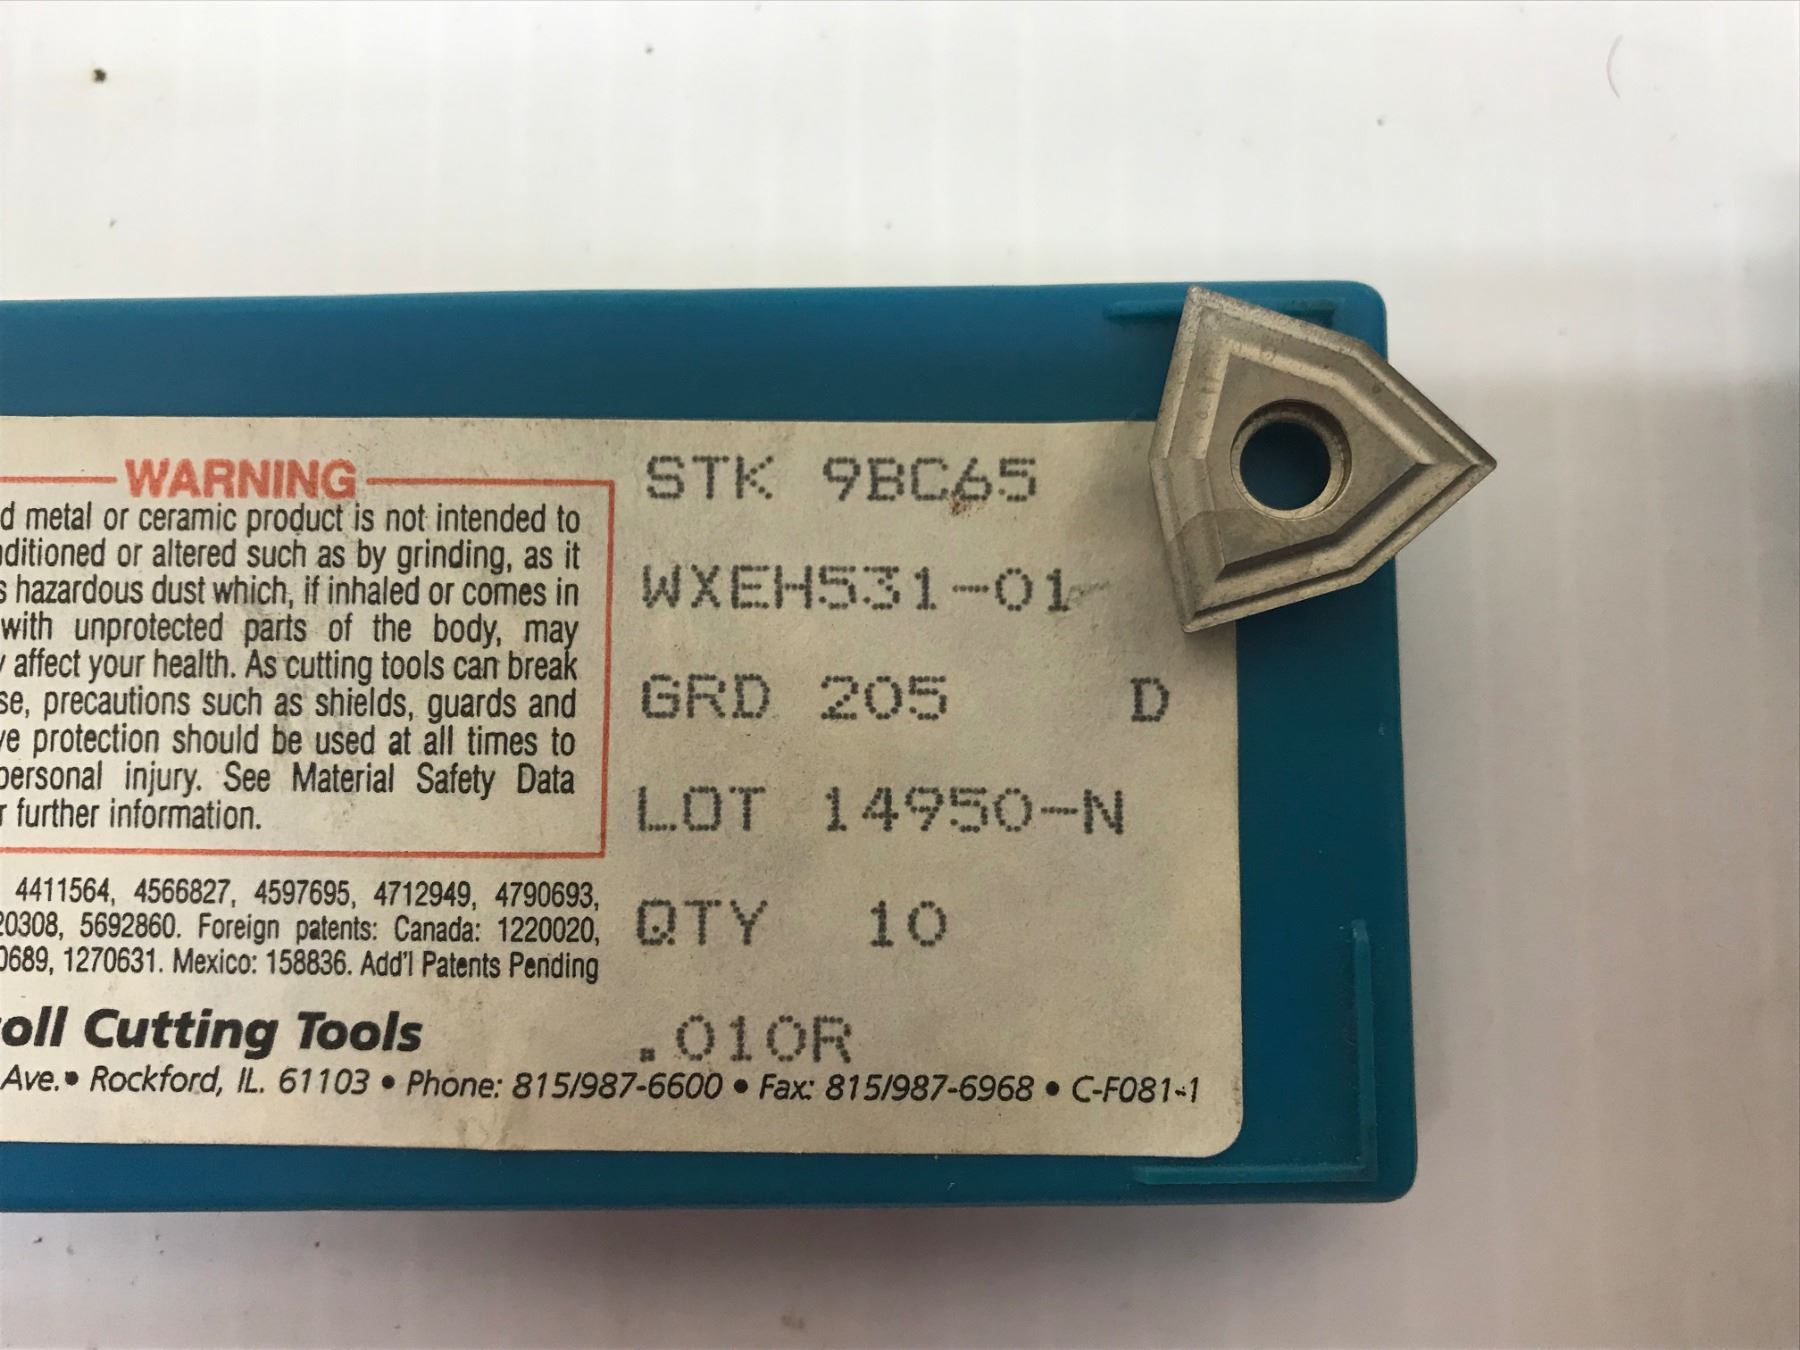 WARNING
d metal or ceramic product is not intended to
nditioned or altered such as by grinding, as it
s hazardous dust which, if inhaled or comes in
with unprotected parts of the body, may
y affect your health. As cutting tools can break
se, precautions such as shields, guards and
ve protection should be used at all times to
personal injury. See Material Safety Data
r further information.
4411564, 4566827, 4597695, 4712949, 4790693,
20308, 5692860. Foreign patents: Canada: 1220020,
0689, 1270631. Mexico: 158836. Add'l Patents Pending
oll Cutting Tools
Ave. • Rockford, IL. 61103 • Phone: 815/987-6600 • Fax: 815/987-6968 • C-F081-1
STK 9BC65
WXEH531-01
GRD 205 D
LOT 14950-N
QTY 10
.010R